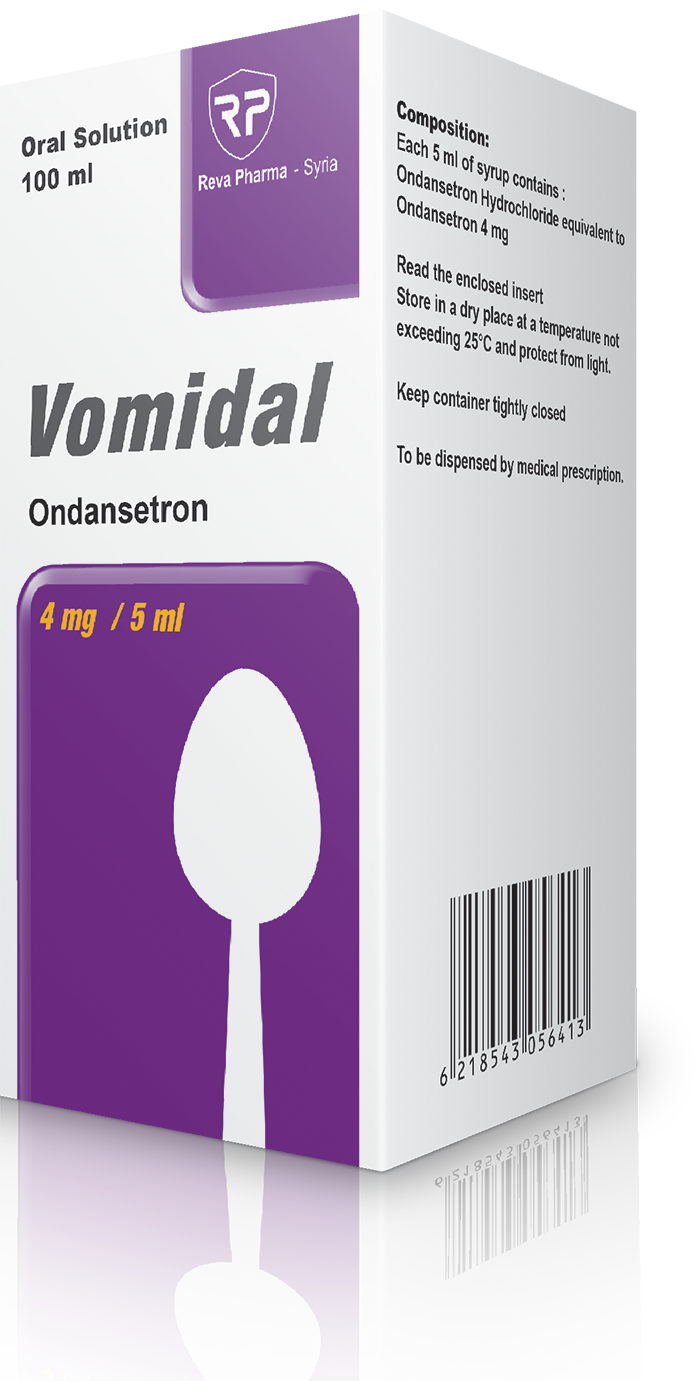 Oral Solution
100 ml
RP
Reva Pharma - Syria
Vomidal
Ondansetron
4 mg / 5 ml
Composition:
Each 5 ml of syrup contains :
Ondansetron Hydrochloride equivalent to
Ondansetron 4 mg
Read the enclosed insert
Store in a dry place at a temperature not
exceeding 25°C and protect from light.
Keep container tightly closed
To be dispensed by medical prescription.
6 218543 056413